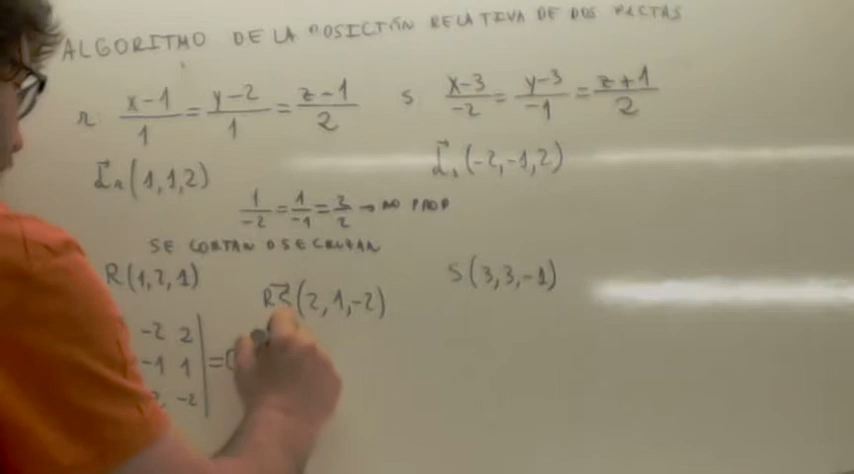 ALGORITMO DE LA POSICIÓN RELATIVA DE DOS RECTAS
r: (x-1)/1 = (y-2)/1 = (z-1)/2 s (x-3)/-2 = (y-3)/-1 = (z+1)/2
d⃗r(1,1,2) d⃗s(-2,-1,2)
1/-2 = 1/-1 = 2/2 → NO PROP
SE CORTAN O SE CRUZAN
R(1,2,1) RS⃗(2,1,-2) S(3,3,-1)
-2 2
-1 1 =0
2 -2